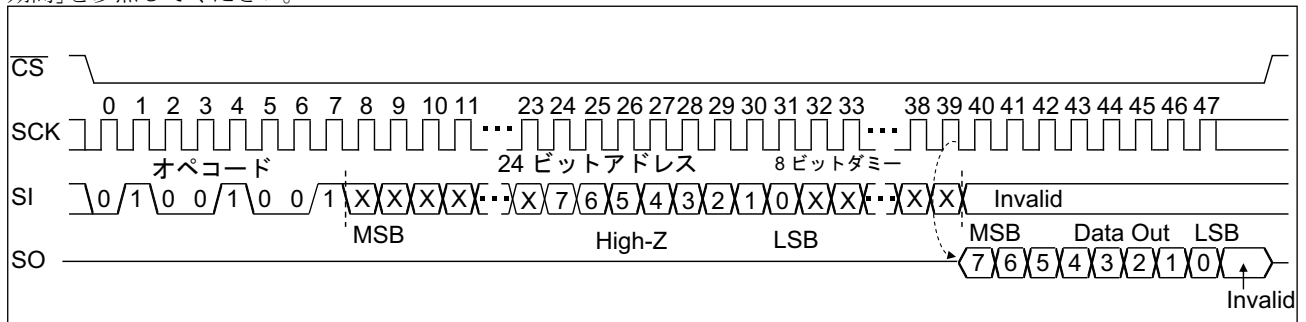 CS
0 1 2 3 4 5 6 7 8 9 10 11 ··· 23 24 25 26 27 28 29 30 31 32 33 ··· 38 39 40 41 42 43 44 45 46 47
SCK
オペコード 24 ビットアドレス 8 ビットダミー
SI 0 1 0 0 1 0 0 1 X X X X ··· X 7 6 5 4 3 2 1 0 X X ··· X X Invalid
MSB High-Z LSB MSB Data Out LSB
SO 7 6 5 4 3 2 1 0
Invalid